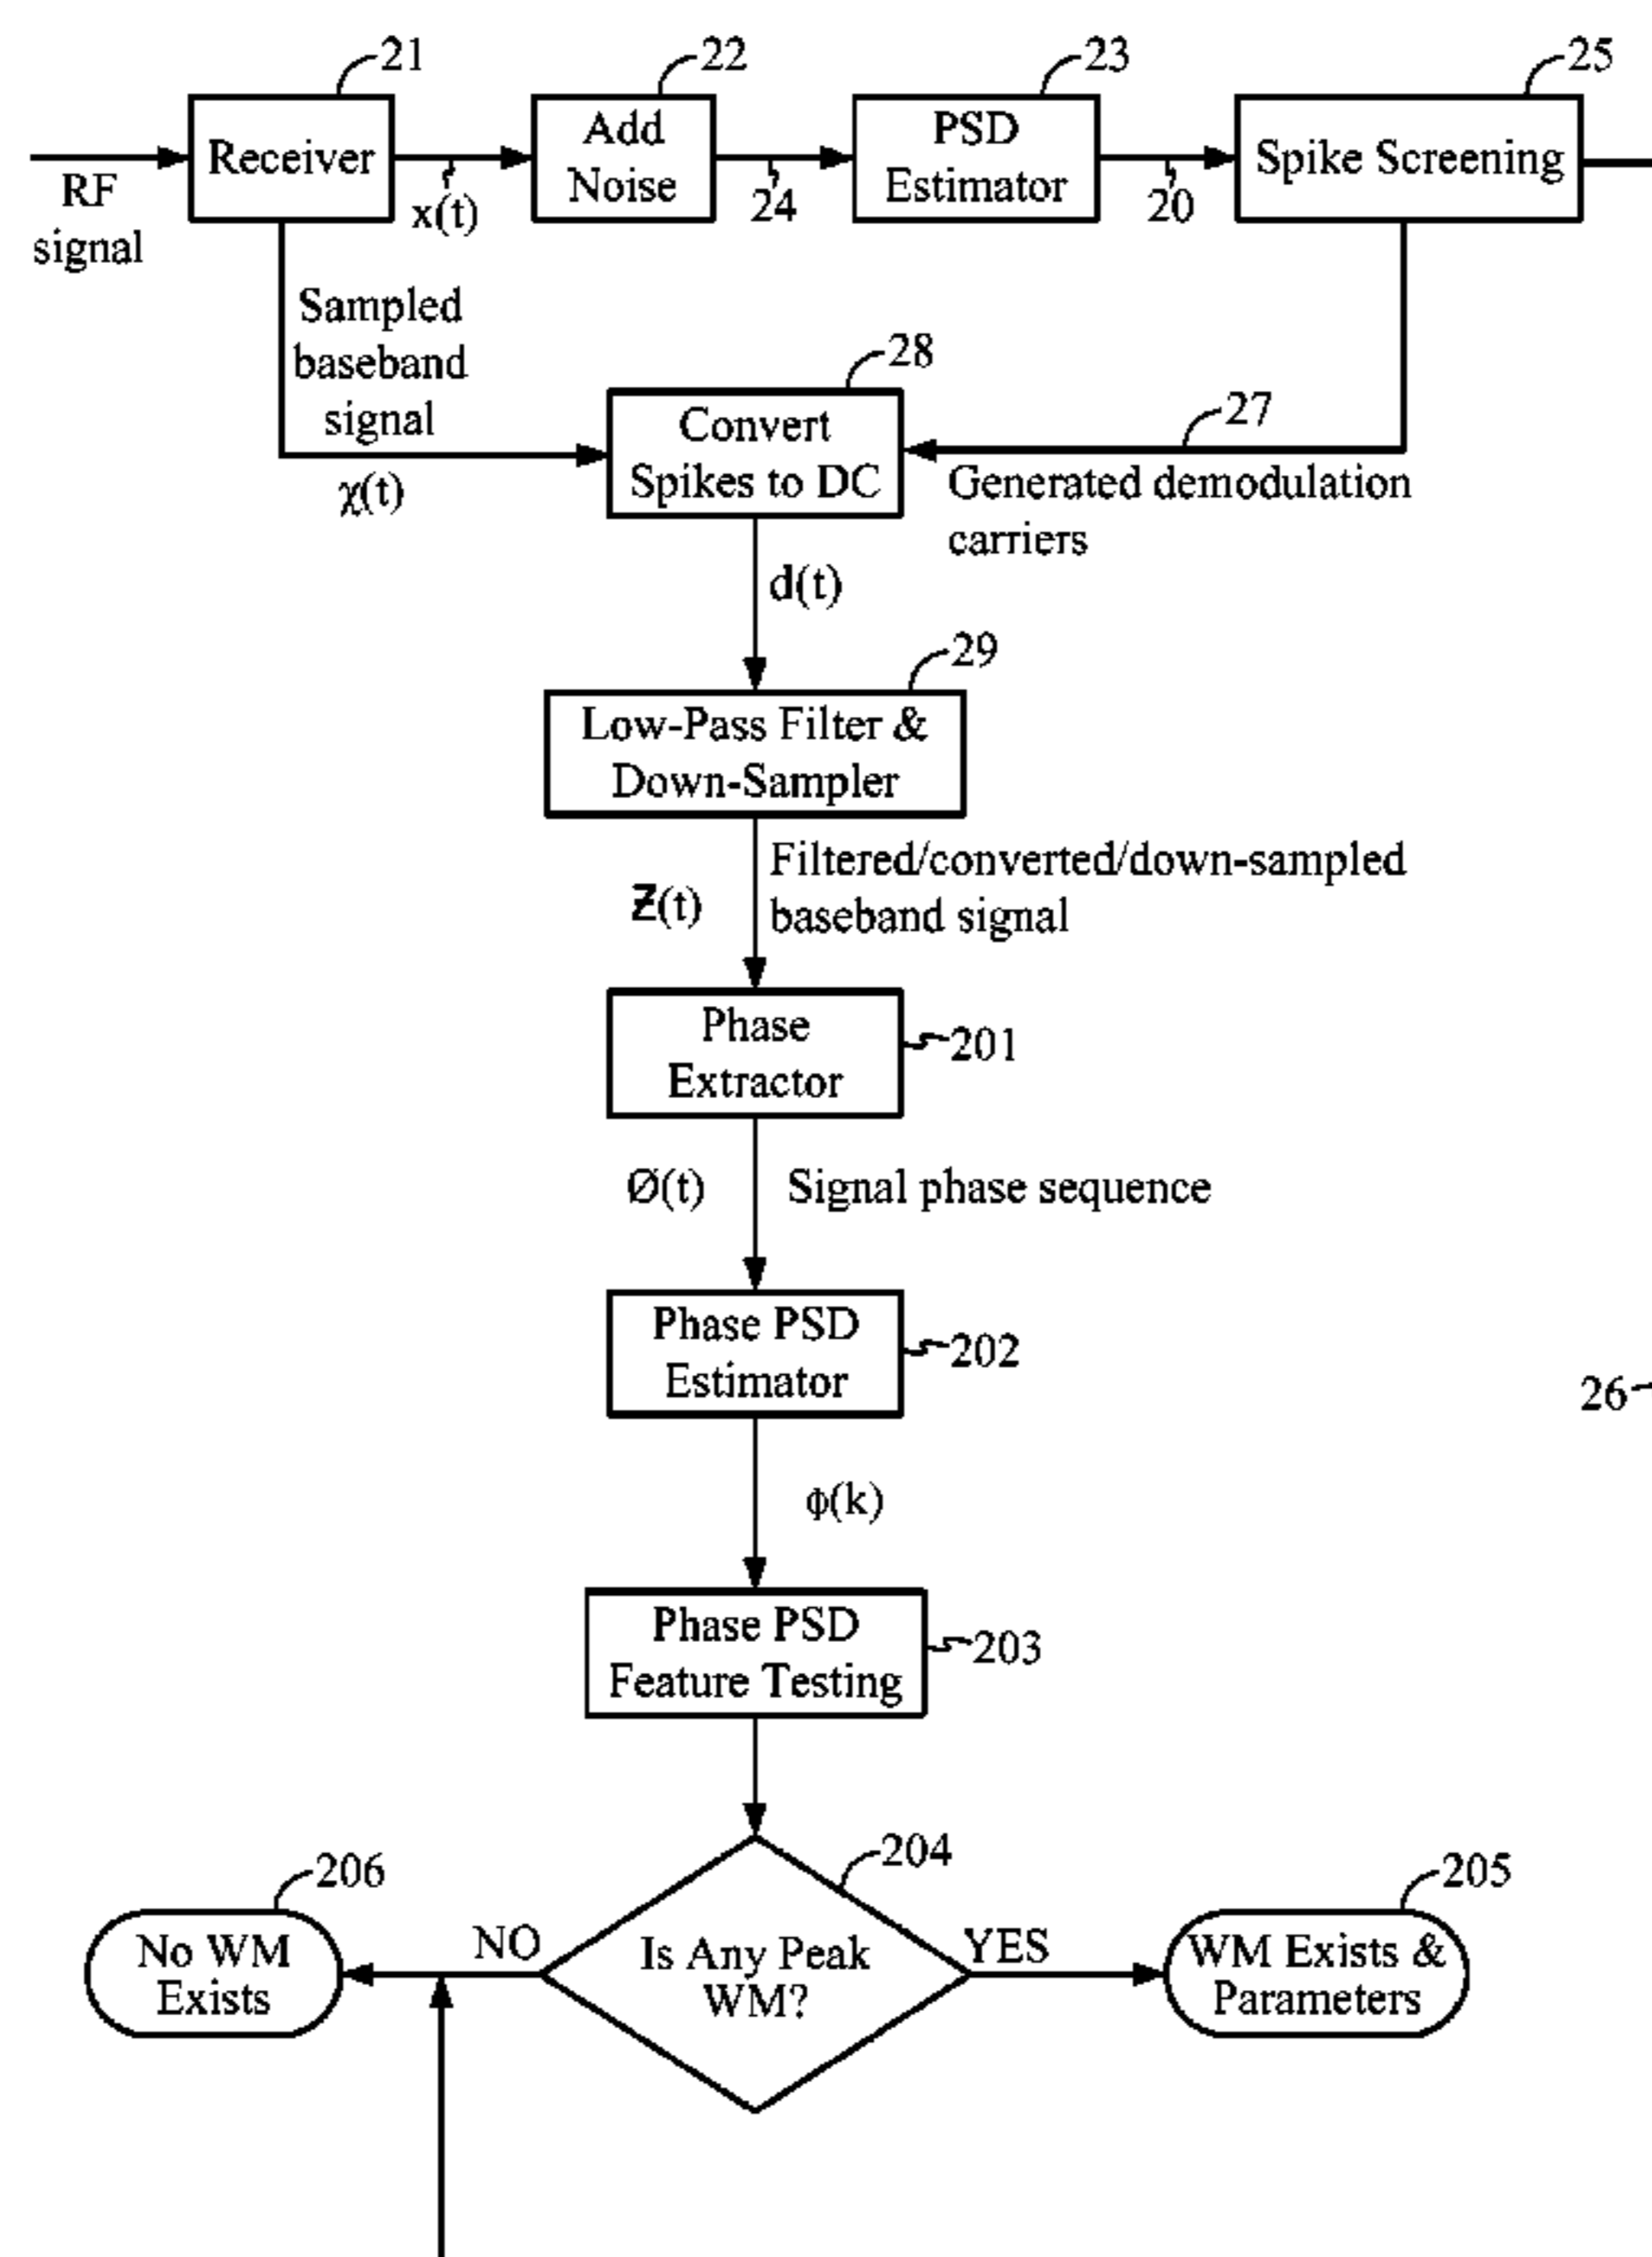 21
22
23
25
Receiver
Add
Noise
PSD
Estimator
Spike Screening
RF
signal
x(t)
24
20
Sampled
baseband
signal
χ(t)
28
Convert
Spikes to DC
27
Generated demodulation
carriers
d(t)
29
Low-Pass Filter &
Down-Sampler
Ƶ(t)
Filtered/converted/down-sampled
baseband signal
Phase
Extractor
201
Ø(t)
Signal phase sequence
Phase PSD
Estimator
202
26
ϕ(k)
Phase PSD
Feature Testing
203
204
206
205
No WM
Exists
NO
Is Any Peak
WM?
YES
WM Exists &
Parameters